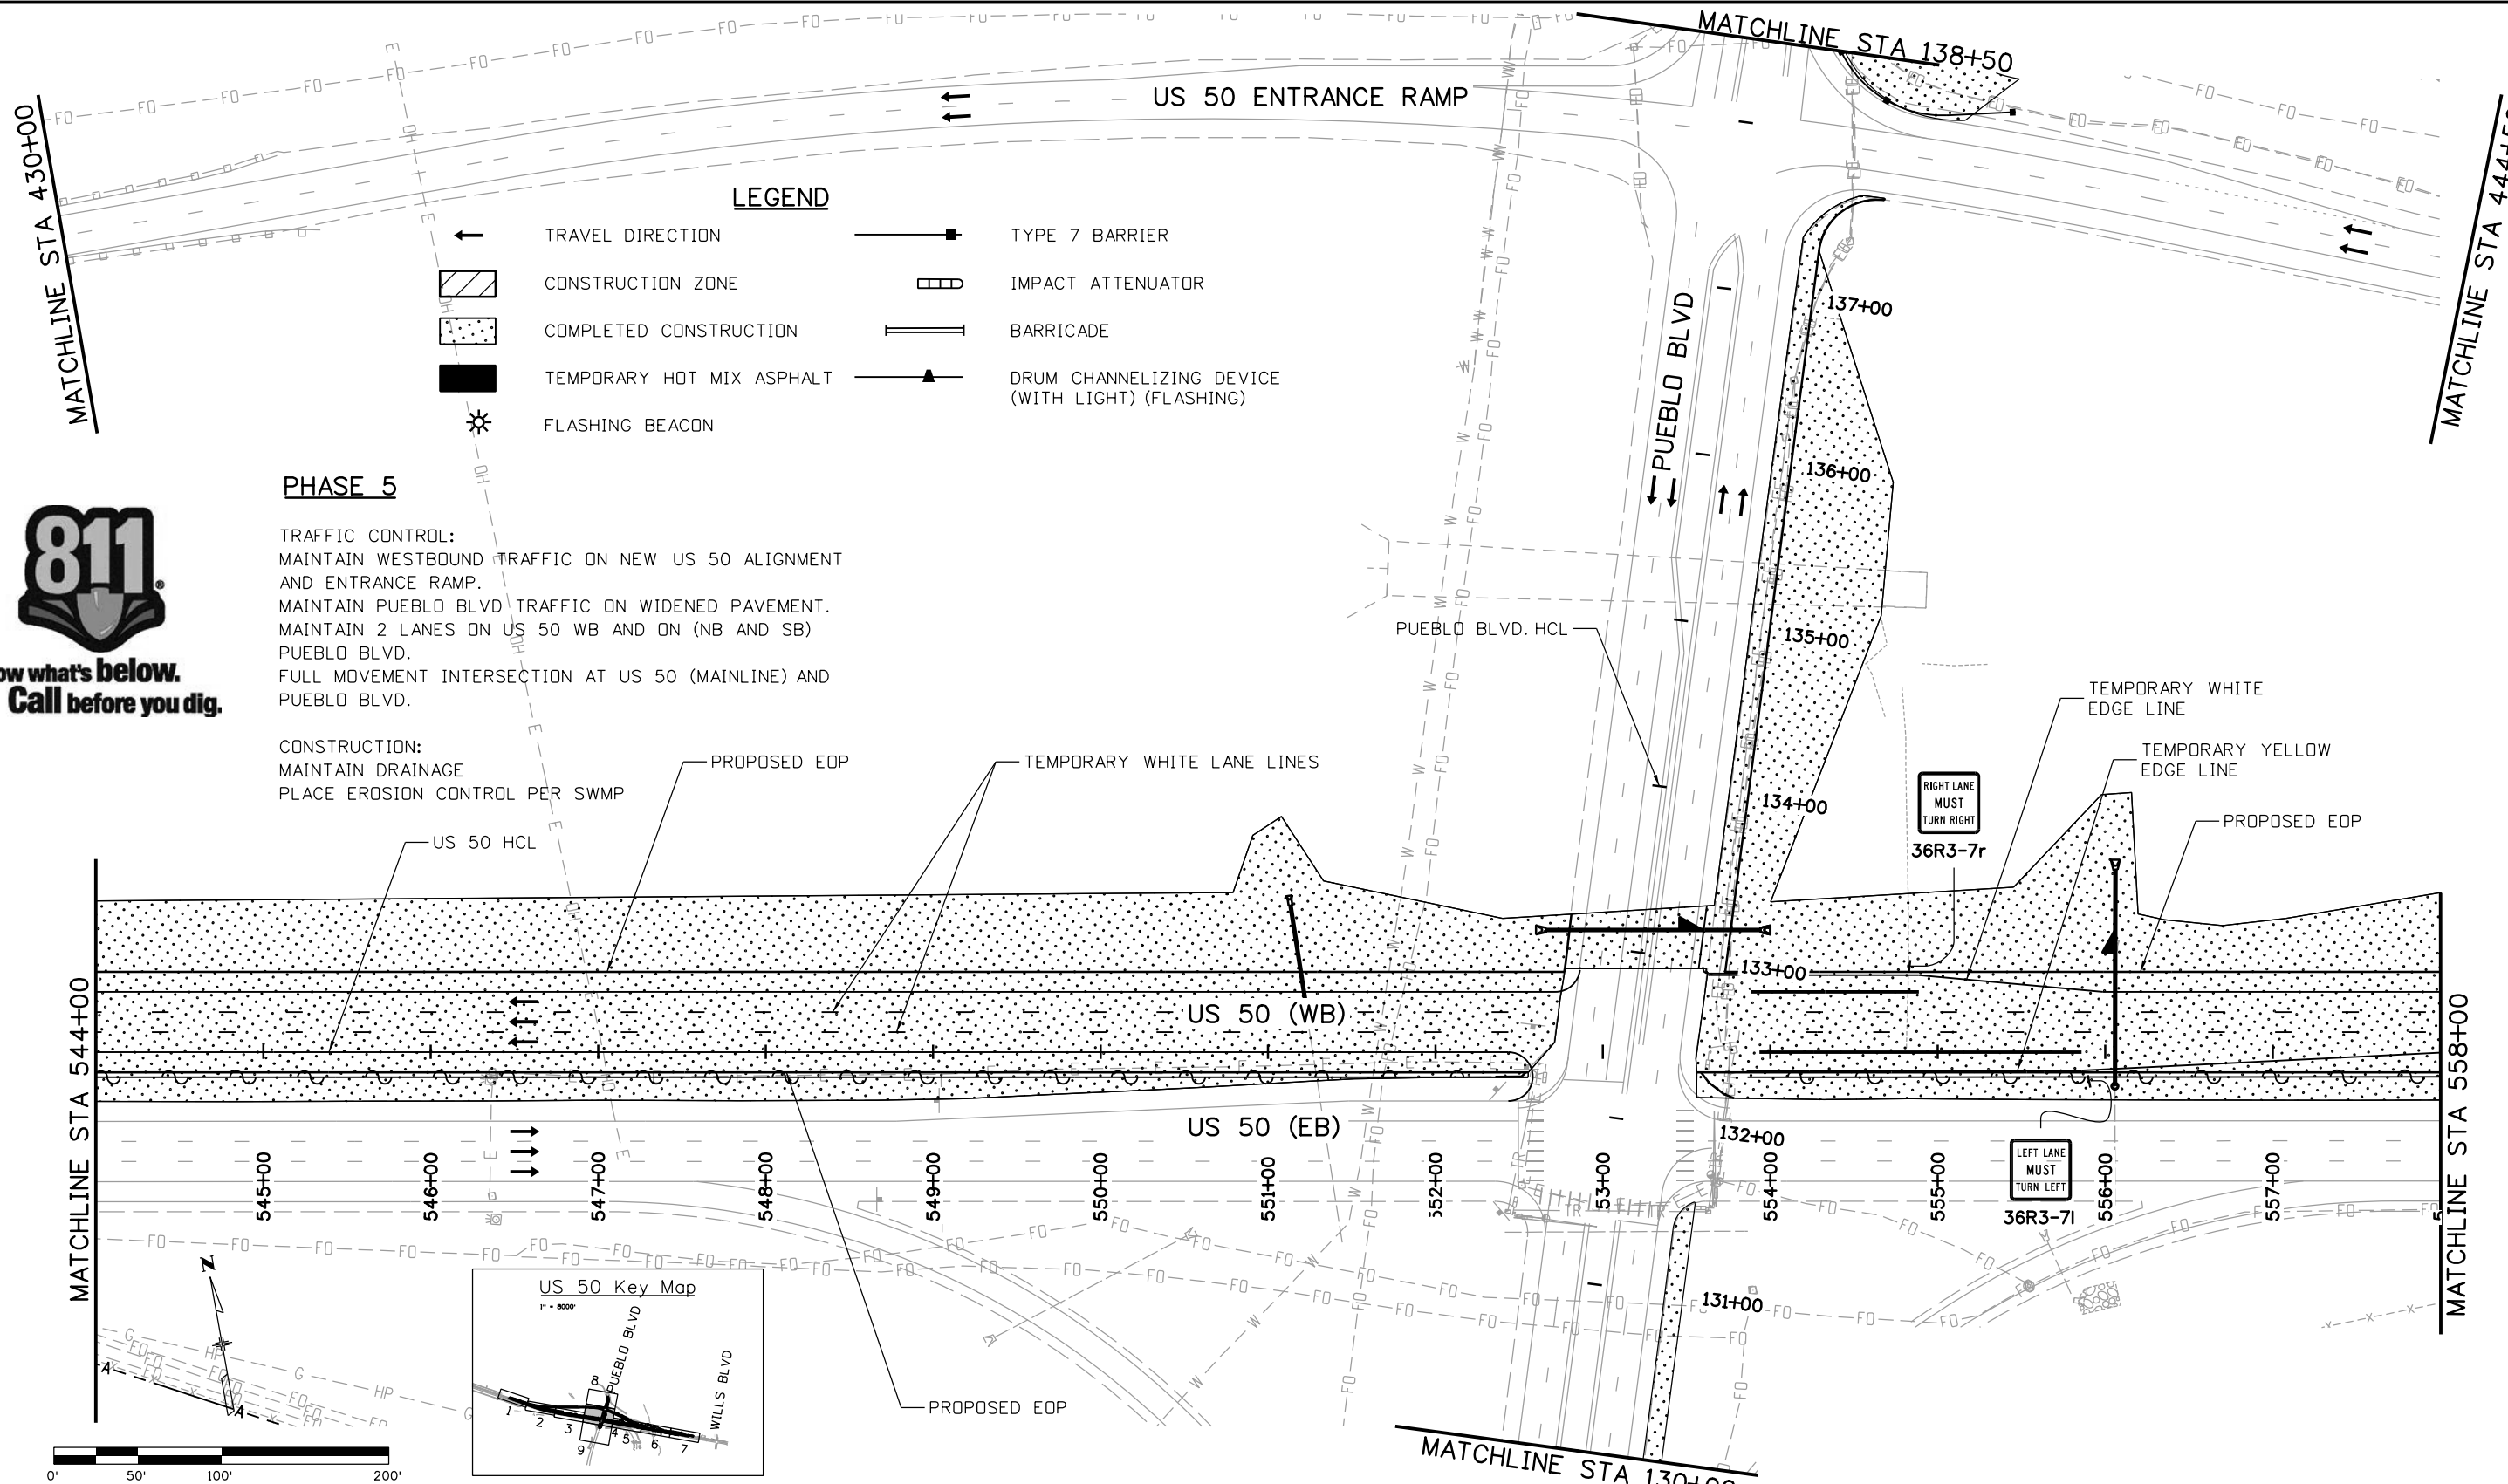 MATCHLINE STA 138+50
MATCHLINE STA 430+00
US 50 ENTRANCE RAMP
LEGEND
TRAVEL DIRECTION
TYPE 7 BARRIER
CONSTRUCTION ZONE
IMPACT ATTENUATOR
COMPLETED CONSTRUCTION
BARRICADE
TEMPORARY HOT MIX ASPHALT
DRUM CHANNELIZING DEVICE
(WITH LIGHT) (FLASHING)
FLASHING BEACON
MATCHLINE STA
PUEBLO BLVD
137+00
136+00
135+00
134+00
133+00
132+00
131+00
PHASE 5
TRAFFIC CONTROL:
MAINTAIN WESTBOUND TRAFFIC ON NEW US 50 ALIGNMENT
AND ENTRANCE RAMP.
MAINTAIN PUEBLO BLVD TRAFFIC ON WIDENED PAVEMENT.
MAINTAIN 2 LANES ON US 50 WB AND ON (NB AND SB)
PUEBLO BLVD.
FULL MOVEMENT INTERSECTION AT US 50 (MAINLINE) AND
PUEBLO BLVD.
CONSTRUCTION:
MAINTAIN DRAINAGE
PLACE EROSION CONTROL PER SWMP
811
®
what's below.
Call before you dig.
PUEBLO BLVD. HCL
PROPOSED EOP
TEMPORARY WHITE LANE LINES
US 50 HCL
TEMPORARY WHITE
EDGE LINE
TEMPORARY YELLOW
EDGE LINE
PROPOSED EOP
RIGHT LANE
MUST
TURN RIGHT
36R3-7r
US 50 (WB)
US 50 (EB)
MATCHLINE STA 544+00
MATCHLINE STA 558+00
545+00
546+00
547+00
548+00
549+00
550+00
551+00
552+00
553+00
554+00
555+00
556+00
557+00
LEFT LANE
MUST
TURN LEFT
36R3-7l
PROPOSED EOP
N
US 50 Key Map
1" = 8000'
PUEBLO BLVD
WILLS BLVD
1
2
3
4
5
6
7
8
9
0'
50'
100'
200'
MATCHLINE STA 130+00